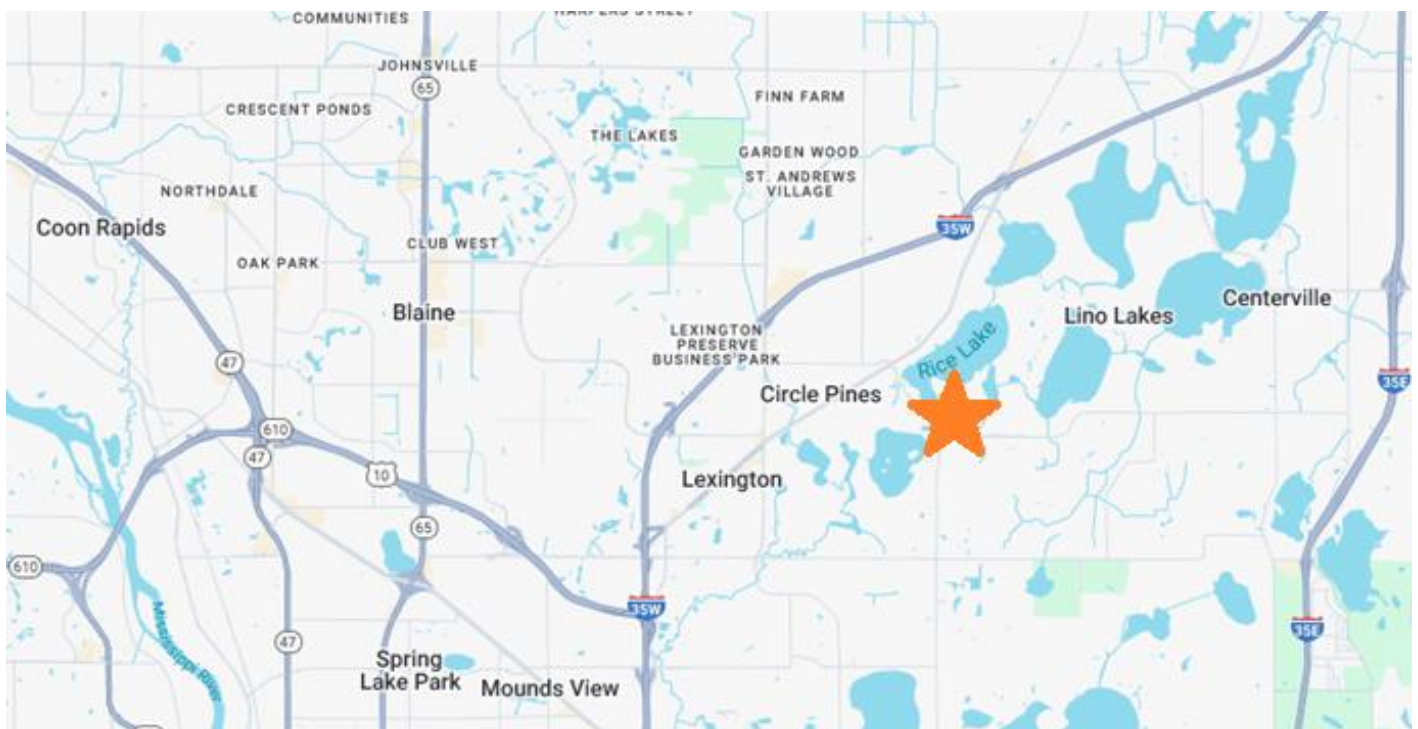 COMMUNITIES
HARPERS STREET
JOHNSVILLE
65
CRESCENT PONDS
FINN FARM
THE LAKES
GARDEN WOOD
ST. ANDREWS
VILLAGE
NORTHDALE
Coon Rapids
35W
CLUB WEST
OAK PARK
Centerville
Blaine
Lino Lakes
LEXINGTON
PRESERVE
BUSINESS PARK
Rice Lake
47
35E
Circle Pines
610
47
10
Lexington
65
610
35W
35E
Mississippi River
47
Spring
Lake Park
Mounds View